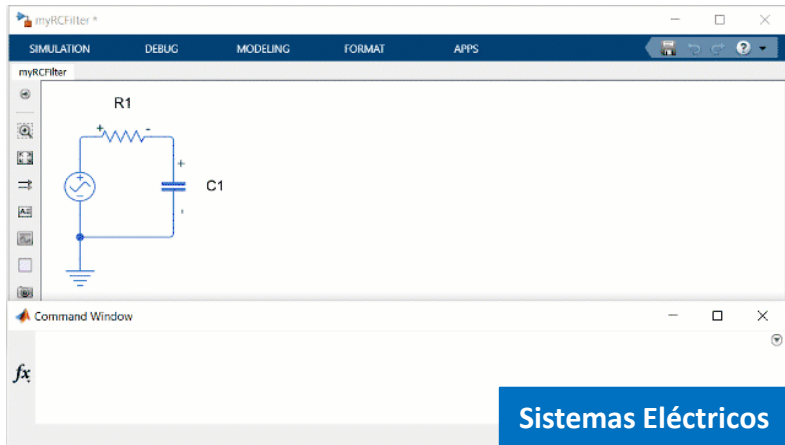 myRCFilter *
SIMULATION DEBUG MODELING FORMAT APPS
?
myRCFilter
R1
+ -
+
+
C1
A≡
Command Window
fx
Sistemas Eléctricos